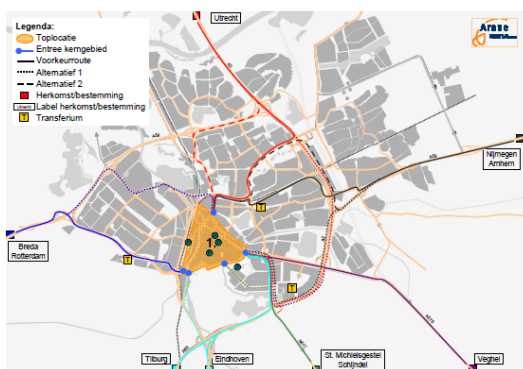 Utrecht
Legenda:
Toplocatie
Entree kerngebied
Voorkeurroute
Alternatief 1
Alternatief 2
Herkomst/bestemming
Utrecht
Label herkomst/bestemming
T
Transferium
Nijmegen
Arnhem
T
1
Breda
Rotterdam
T
T
Tilburg
Eindhoven
St. Michielsgestel
Schijndel
Veghel